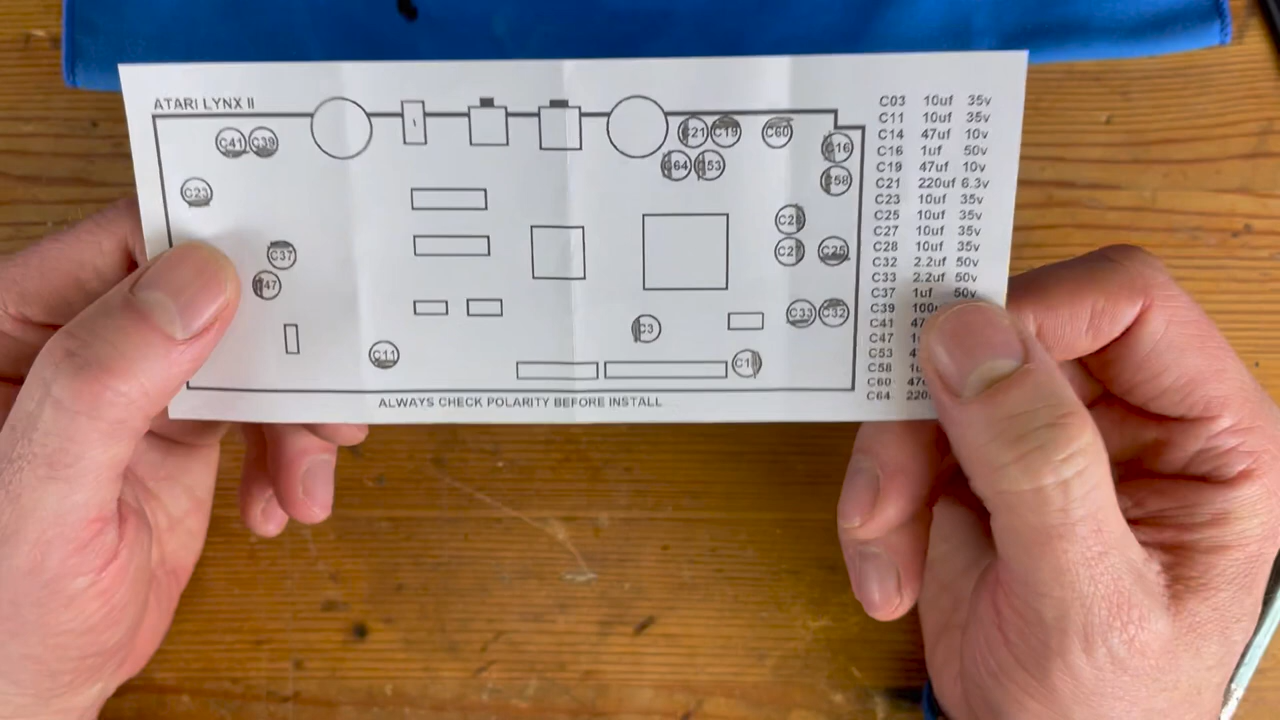 ATARI LYNX II
C41 C39 C21 C19 C60 C16
C64 C53 C58
C23
C28
C37 C27 C25
C47
C33 C32
C3
C11 C1
ALWAYS CHECK POLARITY BEFORE INSTALL
C03 10uf 35v
C11 10uf 35v
C14 47uf 10v
C16 1uf 50v
C19 47uf 10v
C21 220uf 6.3v
C23 10uf 35v
C25 10uf 35v
C27 10uf 35v
C28 10uf 35v
C32 2.2uf 50v
C33 2.2uf 50v
C37 1uf 50v
C39 100u
C41 47
C47
C53
C58
C60
C64 220